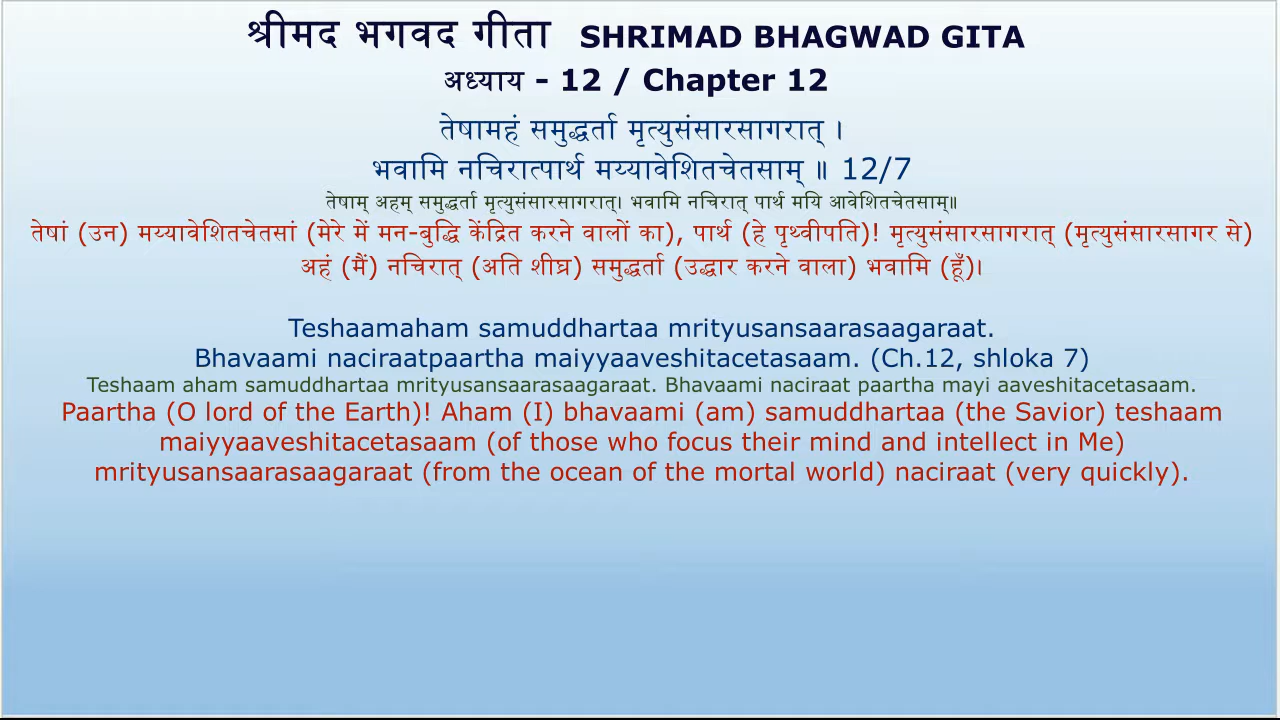 श्रीमद भगवद गीता SHRIMAD BHAGWAD GITA
अध्याय - 12 / Chapter 12
तेषामहं समुद्धर्ता मृत्युसंसारसागरात् ।
भवामि नचिरात्पार्थ मय्यावेशितचेतसाम् ॥ 12/7
तेषाम् अहम् समुद्धर्ता मृत्युसंसारसागरात्। भवामि नचिरात् पार्थ मयि आवेशितचेतसाम्॥
तेषां (उन) मय्यावेशितचेतसां (मेरे में मन-बुद्धि केंद्रित करने वालों का), पार्थ (हे पृथ्वीपति)! मृत्युसंसारसागरात् (मृत्युसंसारसागर से)
अहं (मैं) नचिरात् (अति शीघ्र) समुद्धर्ता (उद्धार करने वाला) भवामि (हूँ)।
Teshaamaham samuddhartaa mrityusansaarasaagaraat.
Bhavaami naciraatpaartha maiyyaaveshitacetasaam. (Ch.12, shloka 7)
Teshaam aham samuddhartaa mrityusansaarasaagaraat. Bhavaami naciraat paartha mayi aaveshitacetasaam.
Paartha (O lord of the Earth)! Aham (I) bhavaami (am) samuddhartaa (the Savior) teshaam
maiyyaaveshitacetasaam (of those who focus their mind and intellect in Me)
mrityusansaarasaagaraat (from the ocean of the mortal world) naciraat (very quickly).